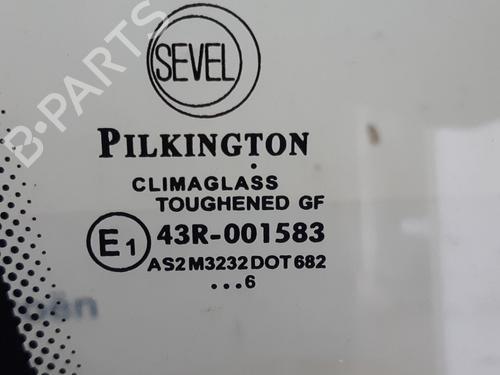 SEVEL
PILKINGTON
CLIMAGLASS
TOUGHENED GF
E1 43R-001583
AS2 M3232 DOT 682
...6
B-PARTS